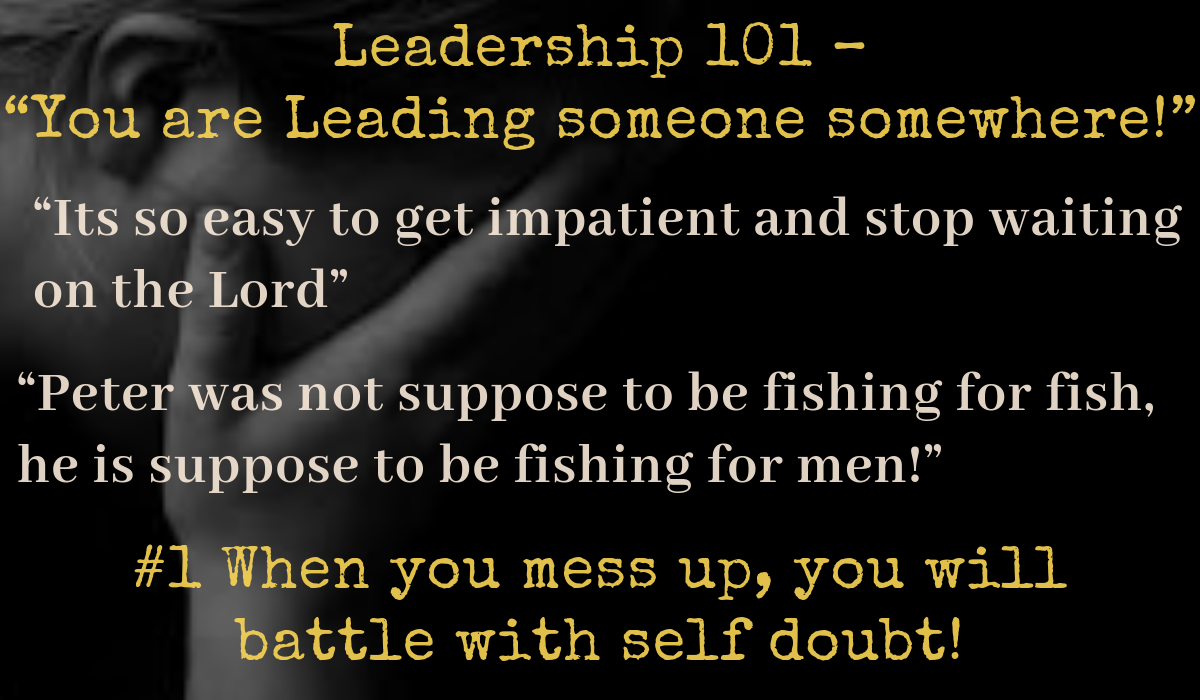 Leadership 101 –
“You are Leading someone somewhere!”
“Its so easy to get impatient and stop waiting
on the Lord”
“Peter was not suppose to be fishing for fish,
he is suppose to be fishing for men!”
#1 When you mess up, you will
battle with self doubt!